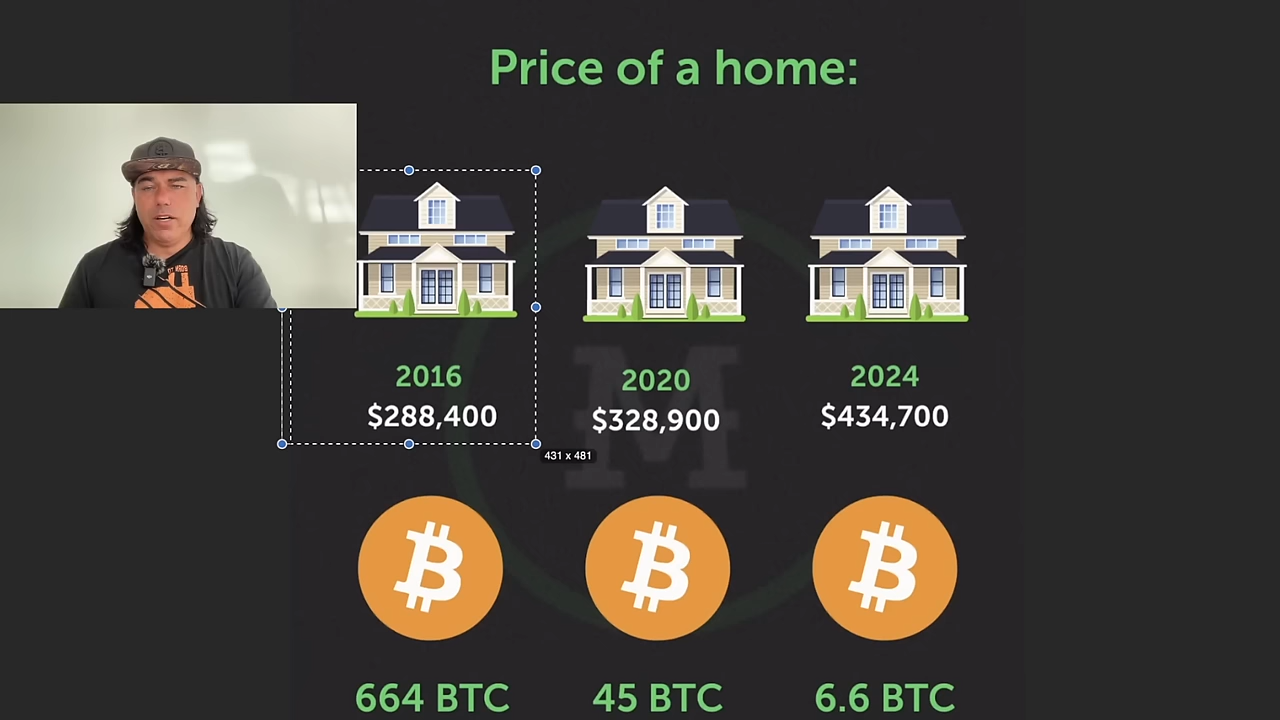 Price of a home:
2016
$288,400
2020
$328,900
2024
$434,700
431 x 481
M
664 BTC
45 BTC
6.6 BTC